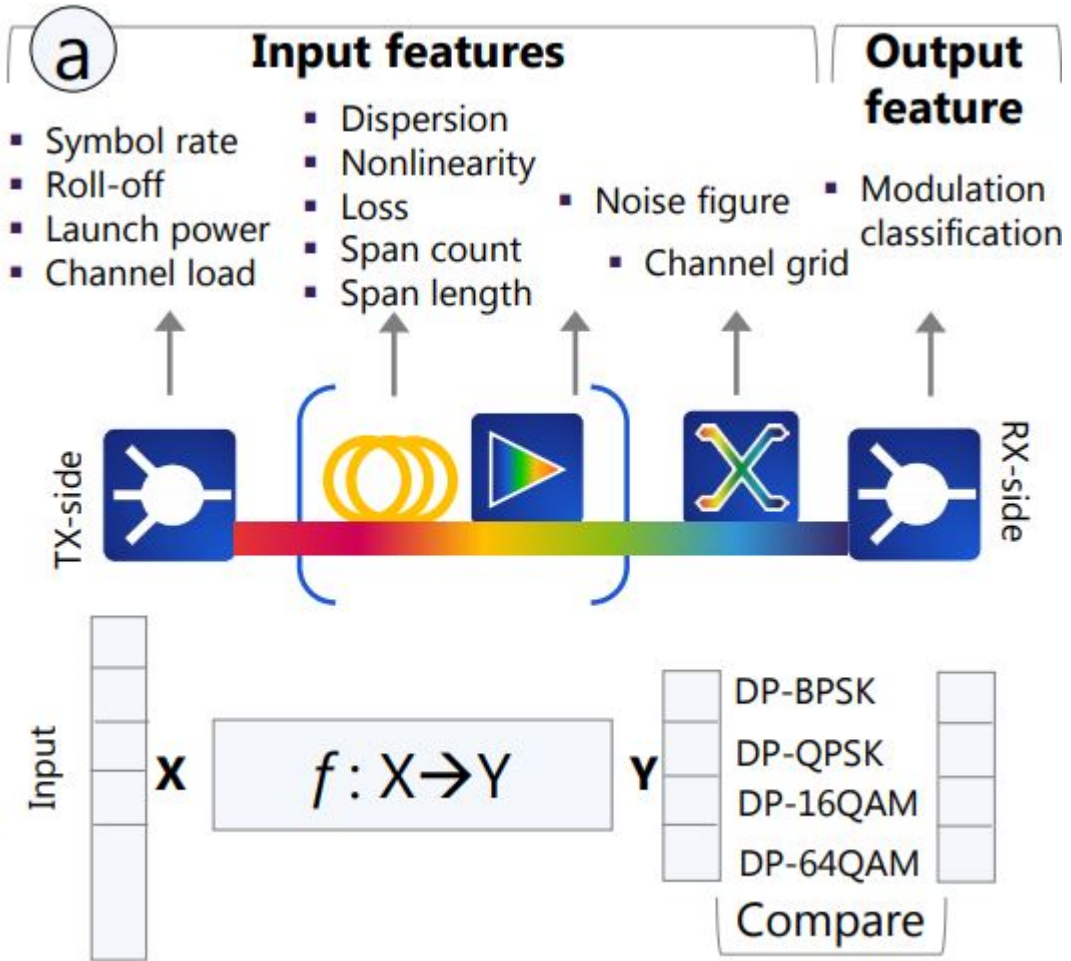 a
Input features
Output
feature
▪ Symbol rate
▪ Roll-off
▪ Launch power
▪ Channel load
▪ Dispersion
▪ Nonlinearity
▪ Loss
▪ Span count
▪ Span length
▪ Noise figure
▪ Channel grid
▪ Modulation
classification
TX-side
RX-side
Input
X
f : X→Y
Y
DP-BPSK
DP-QPSK
DP-16QAM
DP-64QAM
Compare